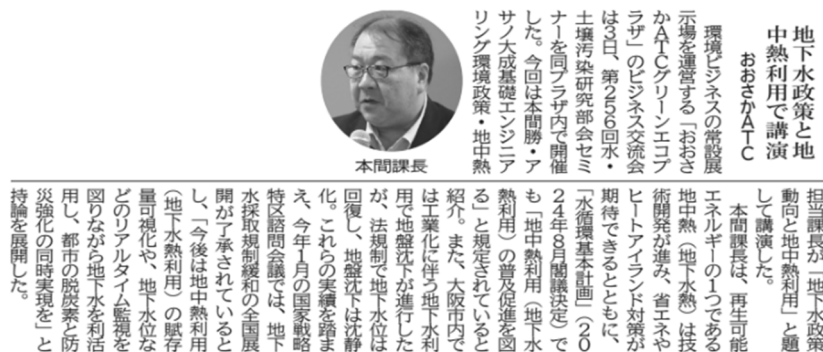 地下水政策と地
中熱利用で講演
おおさかATC
環境ビジネスの常設展
示場を運営する「おおさ
かATCグリーンエコプ
ラザ」のビジネス交流会
は3日、第256回水・
土壌汚染研究部会セミ
ナーを同プラザ内で開催
した。今回は本間勝・ア
サノ大成基礎エンジニア
リング環境政策・地中熱
本間課長
担当課長が「地下水政策
動向と地中熱利用」と題
して講演した。
本間課長は、再生可能
エネルギーの1つである
地中熱（地下水熱）は技
術開発が進み、省エネや
ヒートアイランド対策が
期待できるとともに、
「水循環基本計画」（20
24年8月閣議決定）で
も「地中熱利用（地下水
熱利用）の普及促進を図
る」と規定されていると
紹介。また、大阪市内で
は工業化に伴う地下水利
用で地盤沈下が進行した
が、法規制で地下水位は
回復し、地盤沈下は沈静
化。これらの実績を踏ま
え、今年1月の国家戦略
特区諮問会議では、地下
水採取規制緩和の全国展
開が了承されていると
し、「今後は地中熱利用
（地下水熱利用）の賦存
量可視化や、地下水位な
どのリアルタイム監視を
図りながら地下水を利活
用し、都市の脱炭素と防
災強化の同時実現を」と
持論を展開した。